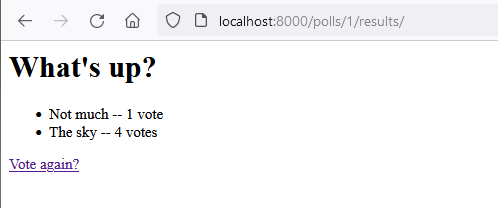 localhost:8000/polls/1/results/
What's up?
Not much -- 1 vote
The sky -- 4 votes
Vote again?